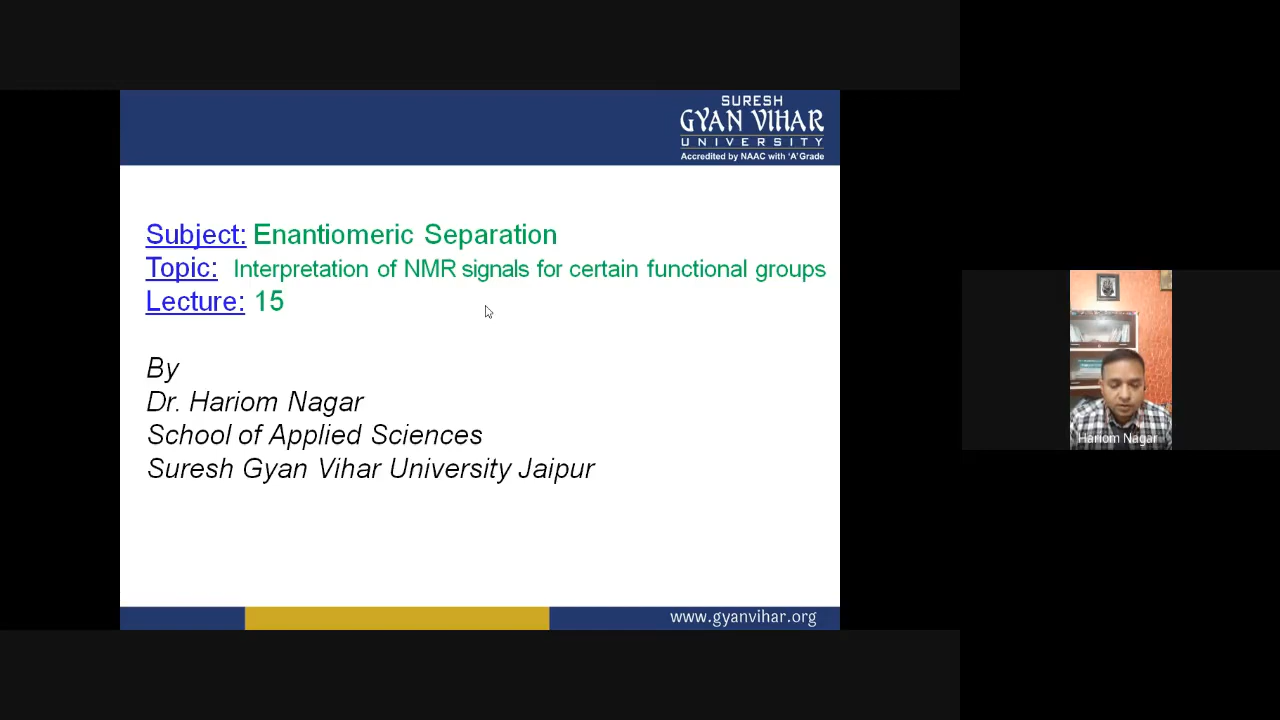 SURESH
GYAN VIHAR
UNIVERSITY
Accredited by NAAC with 'A' Grade
Subject: Enantiomeric Separation
Topic: Interpretation of NMR signals for certain functional groups
Lecture: 15
By
Dr. Hariom Nagar
School of Applied Sciences
Suresh Gyan Vihar University Jaipur
www.gyanvihar.org
Hariom Nagar